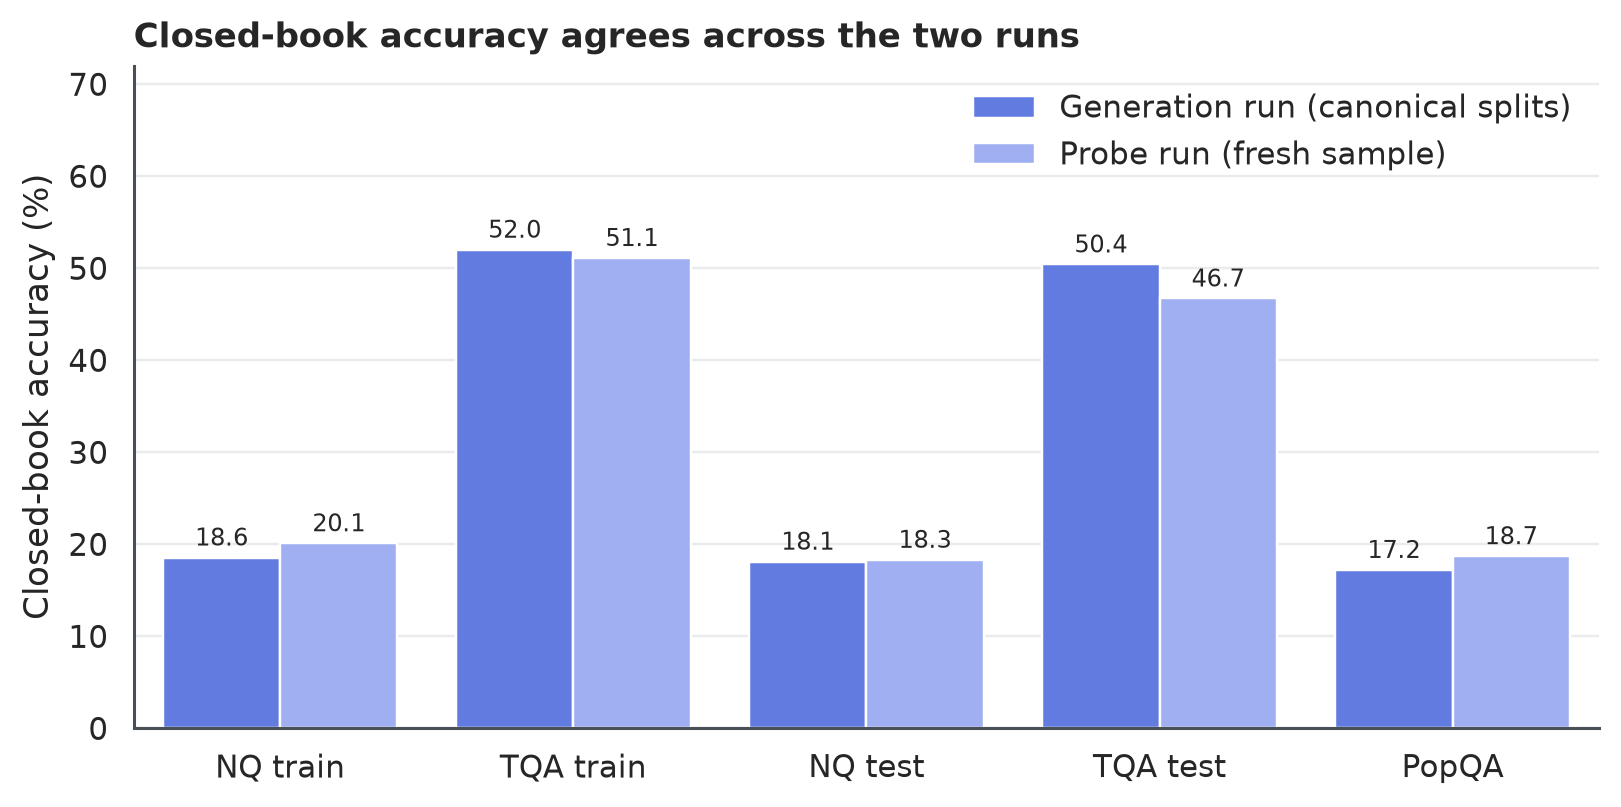 Closed-book accuracy agrees across the two runs
Closed-book accuracy (%)
70
60
50
40
30
20
10
0
Generation run (canonical splits)
Probe run (fresh sample)
18.6
20.1
52.0
51.1
18.1
18.3
50.4
46.7
17.2
18.7
NQ train
TQA train
NQ test
TQA test
PopQA